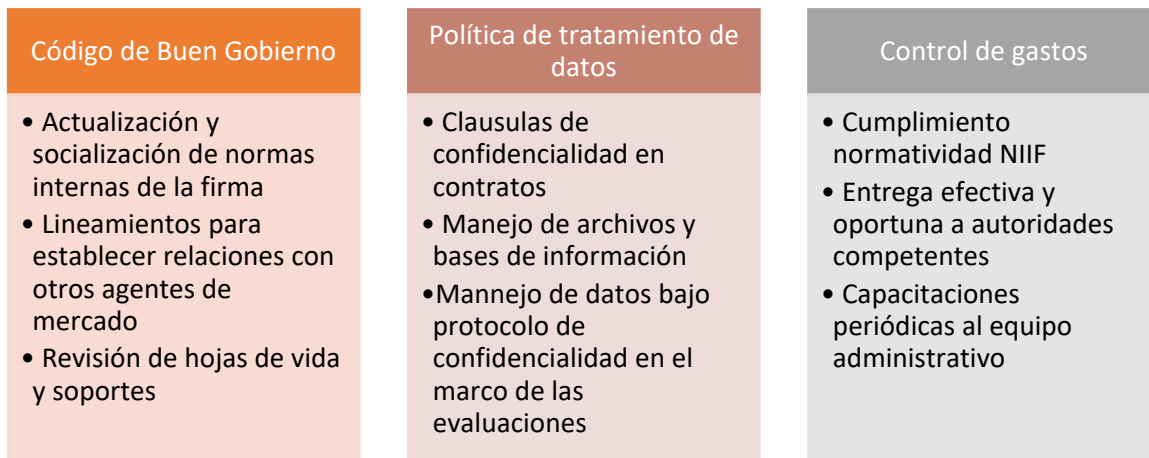 Código de Buen Gobierno
• Actualización y
socialización de normas
internas de la firma
• Lineamientos para
establecer relaciones con
otros agentes de
mercado
• Revisión de hojas de vida
y soportes
Política de tratamiento de
datos
• Clausulas de
confidencialidad en
contratos
• Manejo de archivos y
bases de información
•Mannejo de datos bajo
protocolo de
confidencialidad en el
marco de las
evaluaciones
Control de gastos
• Cumplimiento
normatividad NIIF
• Entrega efectiva y
oportuna a autoridades
competentes
• Capacitaciones
periódicas al equipo
administrativo